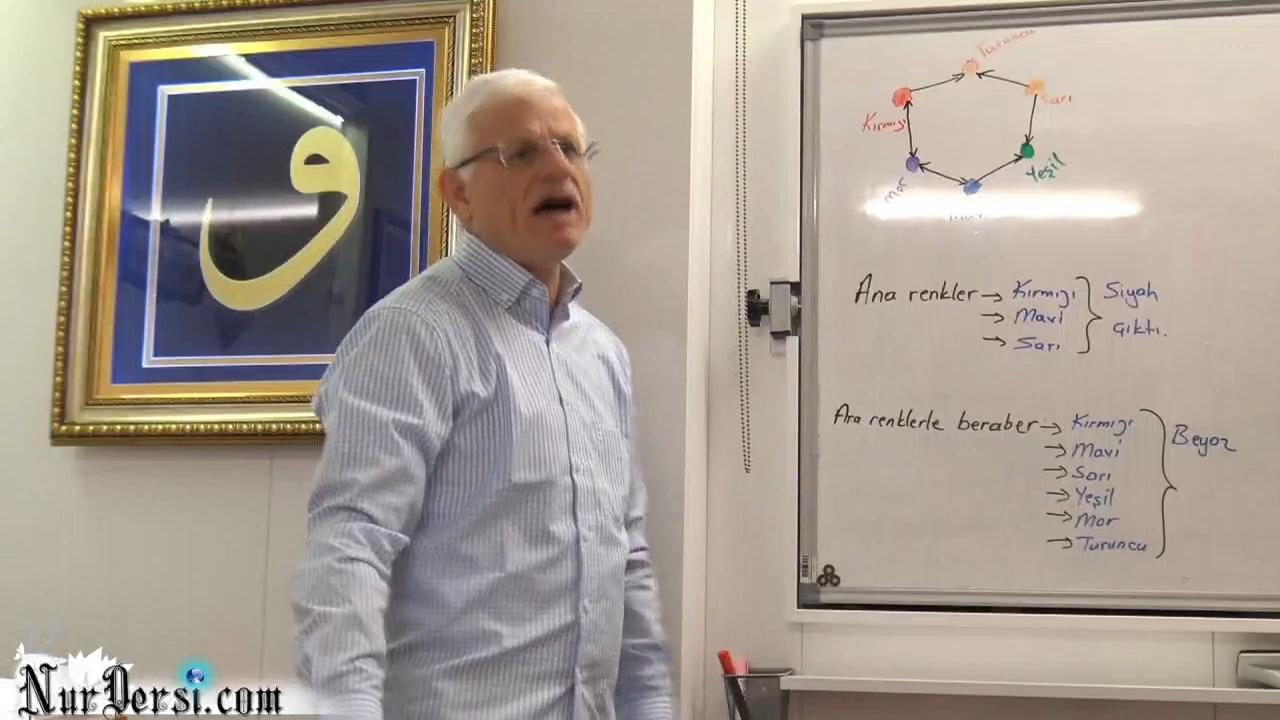 و
Turuncu
Sarı
Kırmızı
Yeşil
Mor
Ana renkler → Kırmızı } Siyah
→ Mavi çıktı.
→ Sarı
Ara renklerle beraber → Kırmızı } Beyaz
→ Mavi
→ Sarı
→ Yeşil
→ Mor
→ Turuncu
NurDersi.com